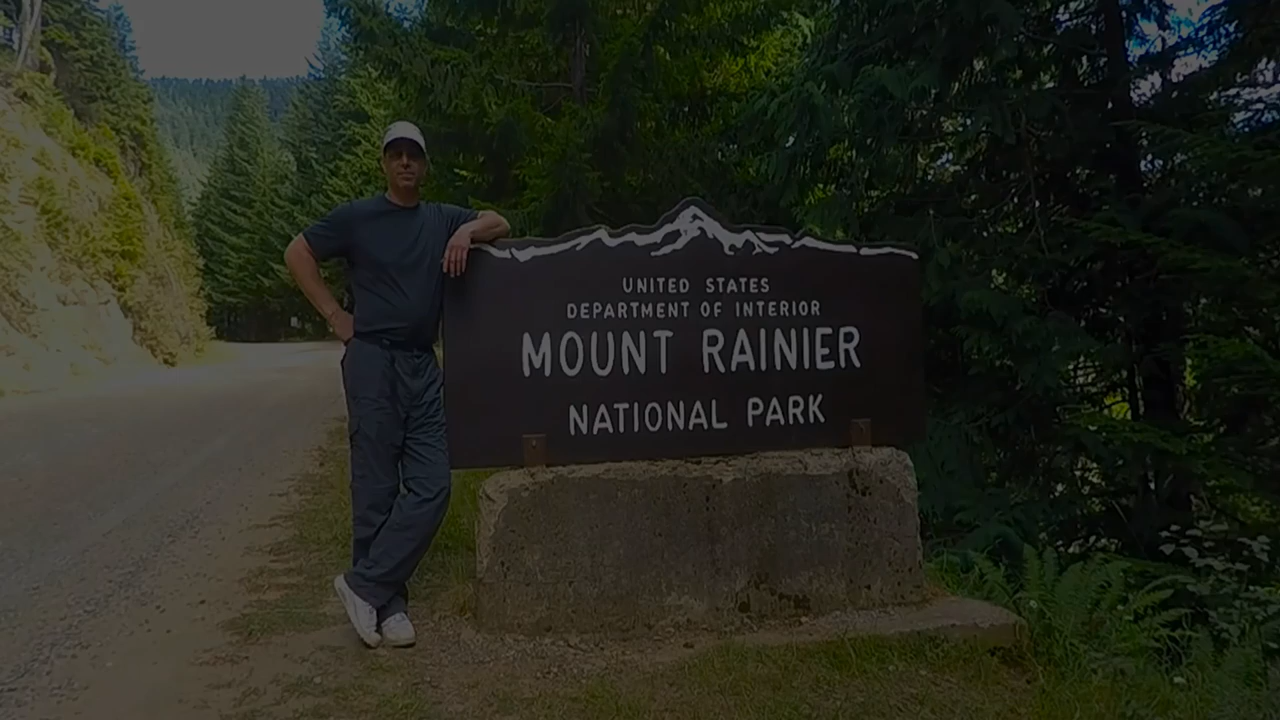 UNITED STATES
DEPARTMENT OF INTERIOR
MOUNT RAINIER
NATIONAL PARK